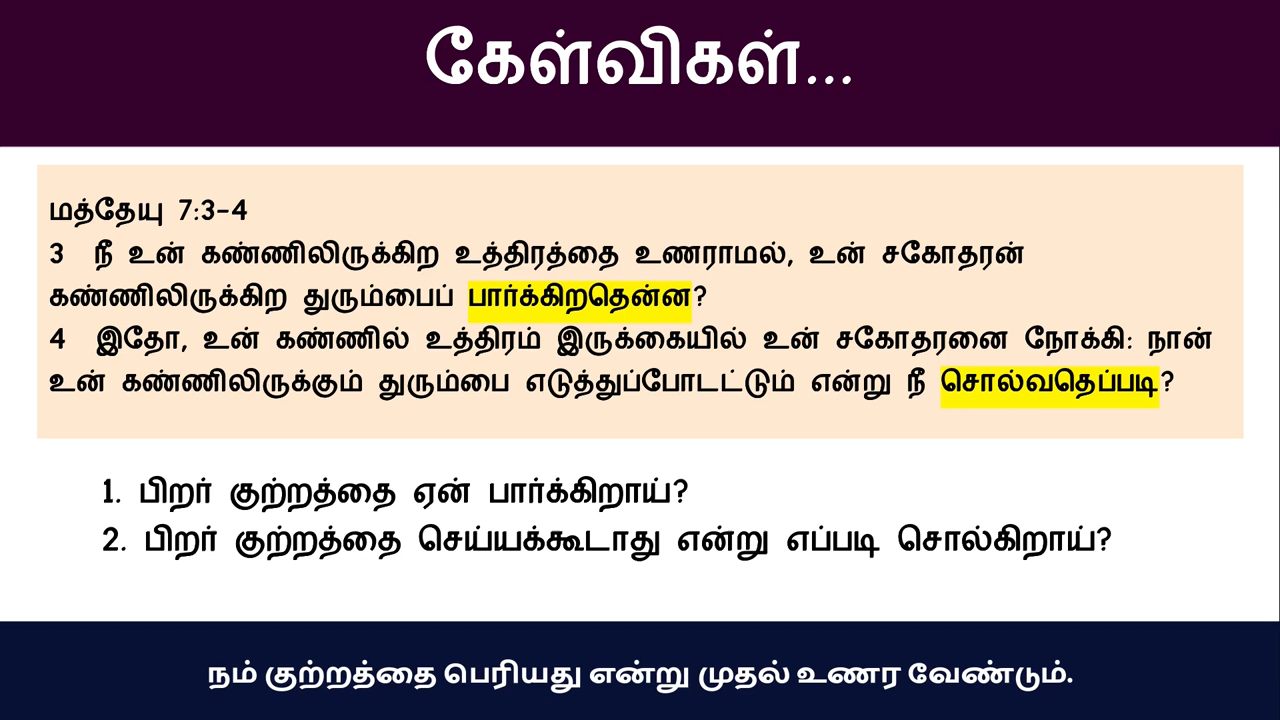 கேள்விகள்...
மத்தேயு 7:3-4
3 நீ உன் கண்ணிலிருக்கிற உத்திரத்தை உணராமல், உன் சகோதரன்
கண்ணிலிருக்கிற துரும்பைப் பார்க்கிறதென்ன?
4 இதோ, உன் கண்ணில் உத்திரம் இருக்கையில் உன் சகோதரனை நோக்கி: நான்
உன் கண்ணிலிருக்கும் துரும்பை எடுத்துப்போடட்டும் என்று நீ சொல்வதெப்படி?
1. பிறர் குற்றத்தை ஏன் பார்க்கிறாய்?
2. பிறர் குற்றத்தை செய்யக்கூடாது என்று எப்படி சொல்கிறாய்?
நம் குற்றத்தை பெரியது என்று முதல் உணர வேண்டும்.